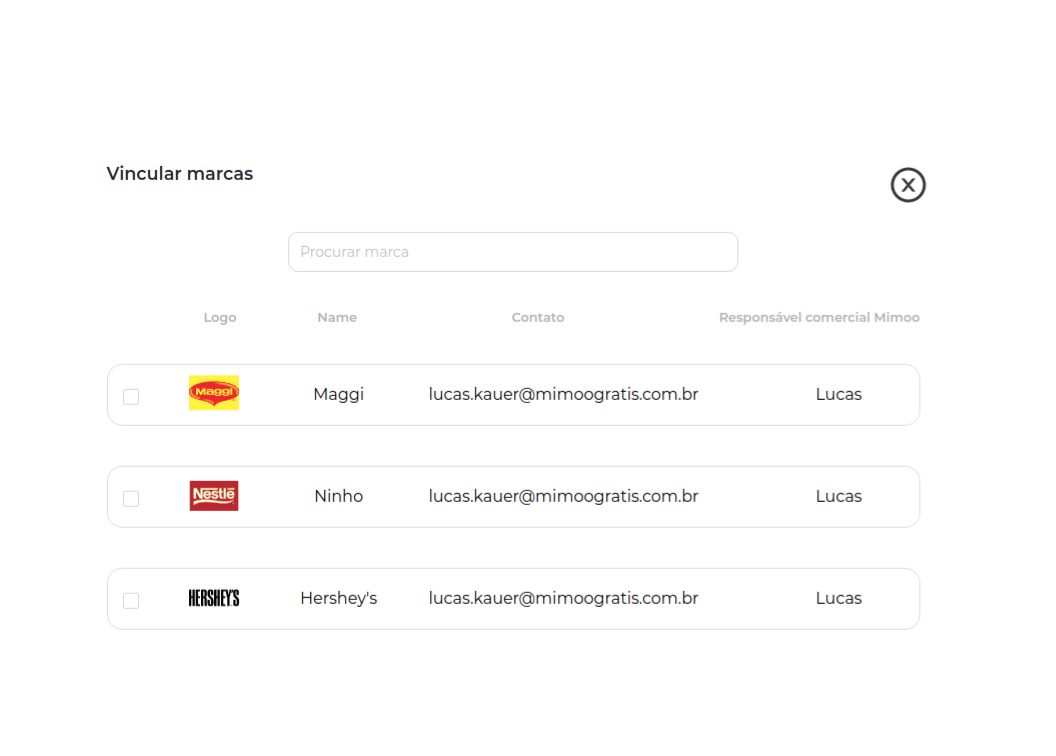 Vincular marcas
X
Procurar marca
Logo Name Contato Responsável comercial Mimoo
Maggi Maggi lucas.kauer@mimoogratis.com.br Lucas
Nestlé Ninho lucas.kauer@mimoogratis.com.br Lucas
HERSHEY'S Hershey's lucas.kauer@mimoogratis.com.br Lucas